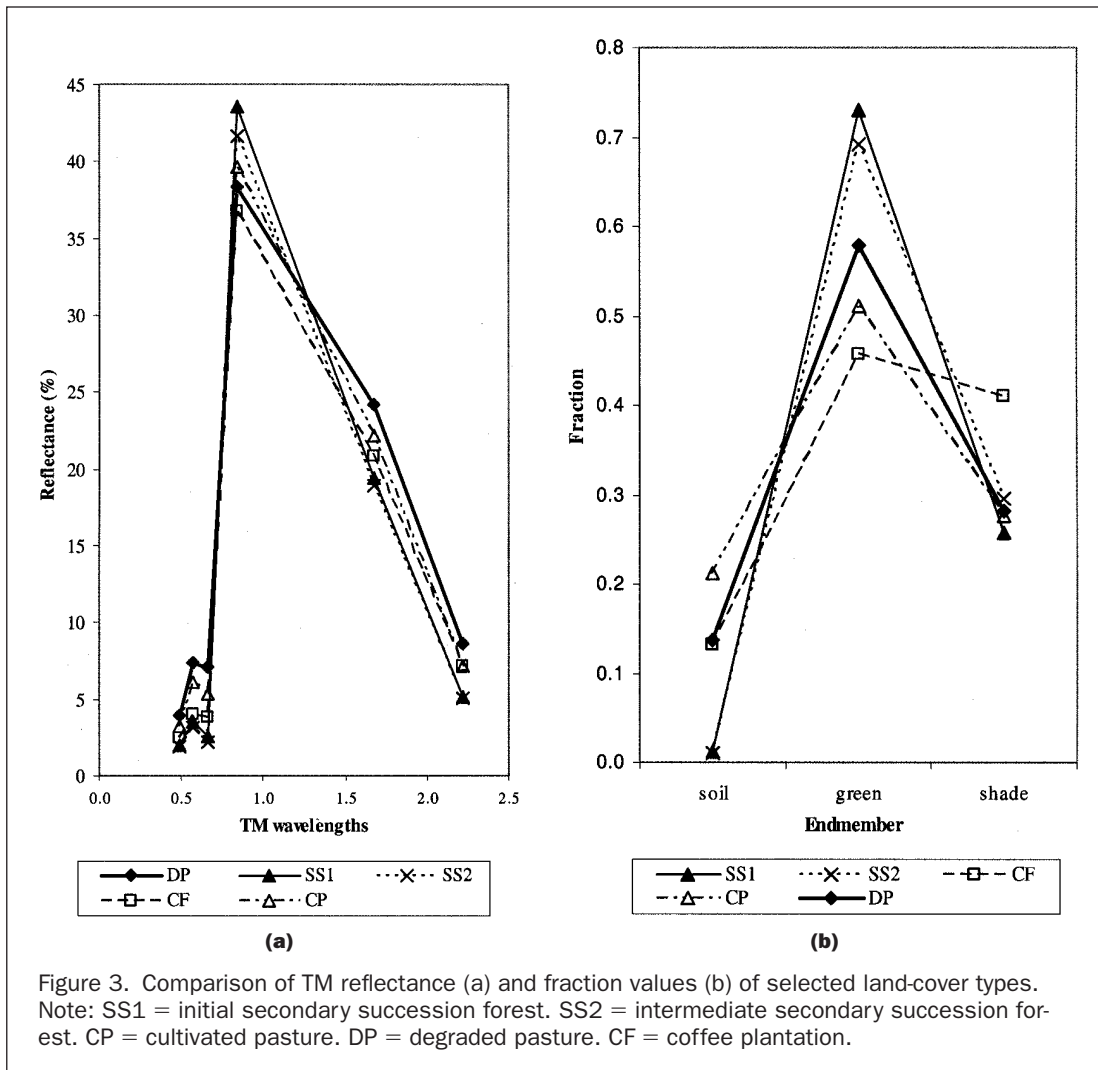 45
40
35
30
25
20
15
10
5
0
Reflectance (%)
0.0 0.5 1.0 1.5 2.0 2.5
TM wavelengths
DP SS1 SS2
CF CP
(a)
0.8
0.7
0.6
0.5
0.4
0.3
0.2
0.1
0.0
Fraction
soil green shade
Endmember
SS1 SS2 CF
CP DP
(b)
Figure 3. Comparison of TM reflectance (a) and fraction values (b) of selected land-cover types.
Note: SS1 = initial secondary succession forest. SS2 = intermediate secondary succession for-
est. CP = cultivated pasture. DP = degraded pasture. CF = coffee plantation.